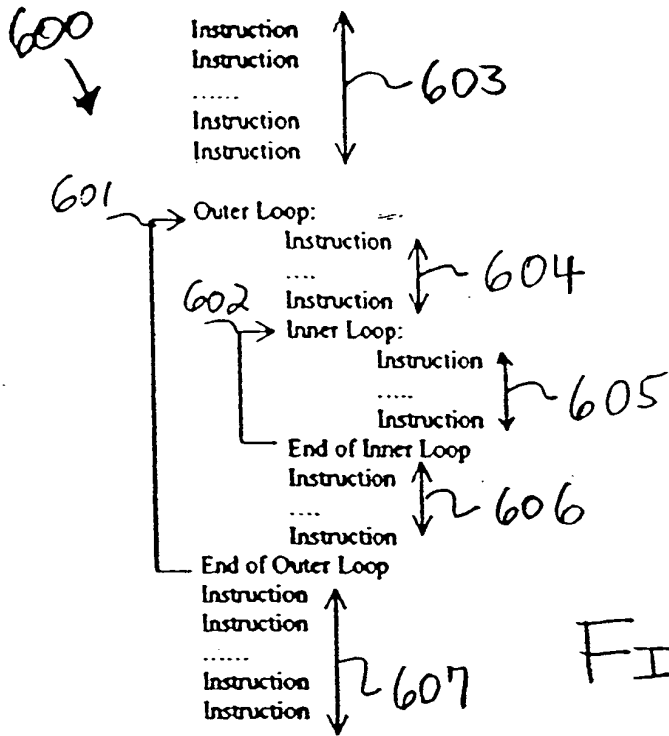 600
Instruction
Instruction
......
Instruction
Instruction
603
601
Outer Loop:
Instruction
....
Instruction
604
602
Inner Loop:
Instruction
.....
Instruction
605
End of Inner Loop
Instruction
....
Instruction
606
End of Outer Loop
Instruction
Instruction
......
Instruction
Instruction
607